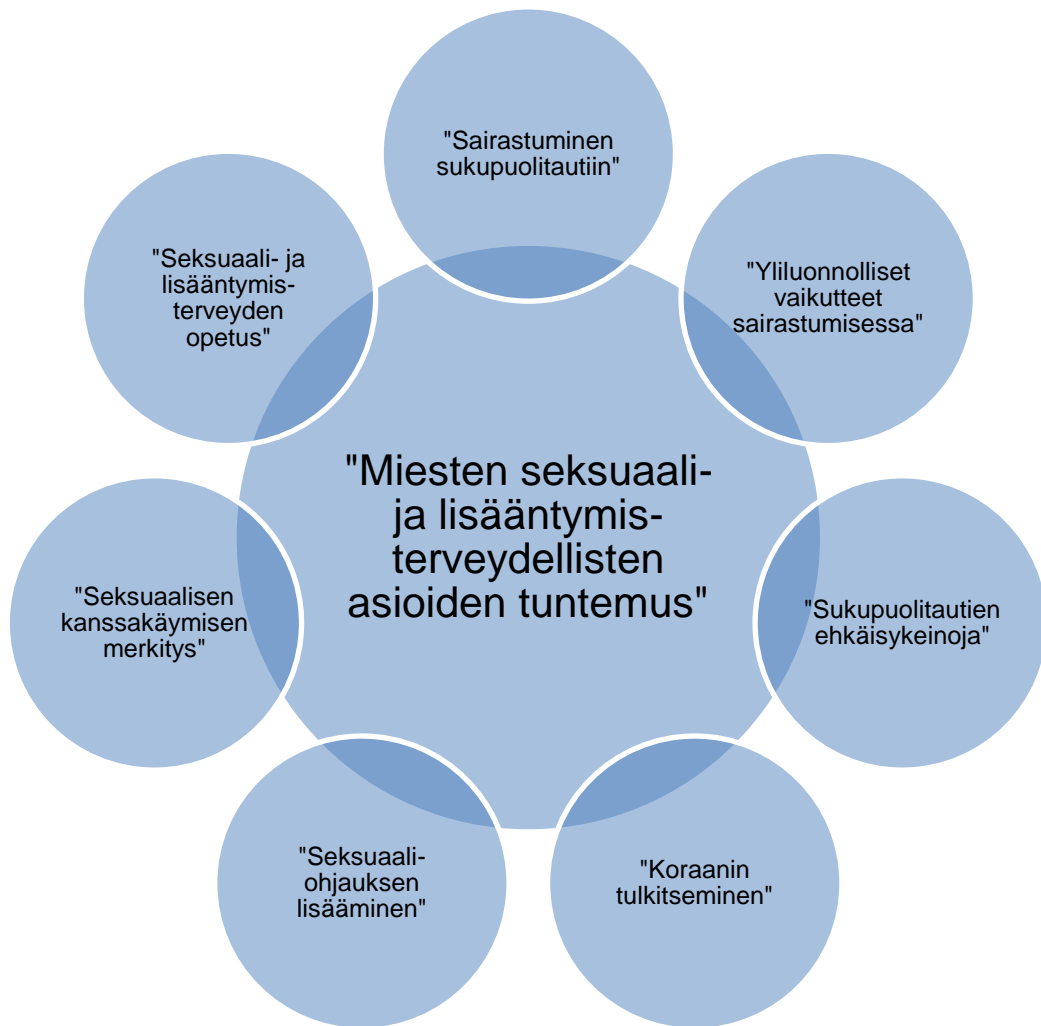 "Sairastuminen
sukupuolitautiin"
"Seksuaali- ja
lisääntymis-
terveyden
opetus"
"Yliluonnolliset
vaikutteet
sairastumisessa"
"Miesten seksuaali-
ja lisääntymis-
terveydellisten
asioiden tuntemus"
"Seksuaalisen
kanssakäymisen
merkitys"
"Sukupuolitautien
ehkäisykeinoja"
"Seksuaali-
ohjauksen
lisääminen"
"Koraanin
tulkitseminen"